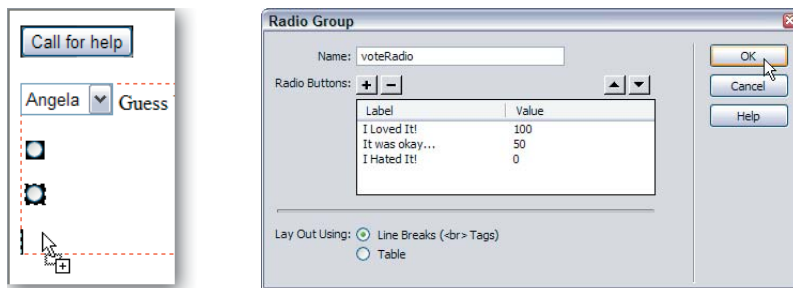 Call for help
Angela Guess
Radio Group
Name: voteRadio
OK
Radio Buttons:
Cancel
Label Value
Help
I Loved It! 100
It was okay... 50
I Hated It! 0
Lay Out Using: Line Breaks (<br> Tags)
Table